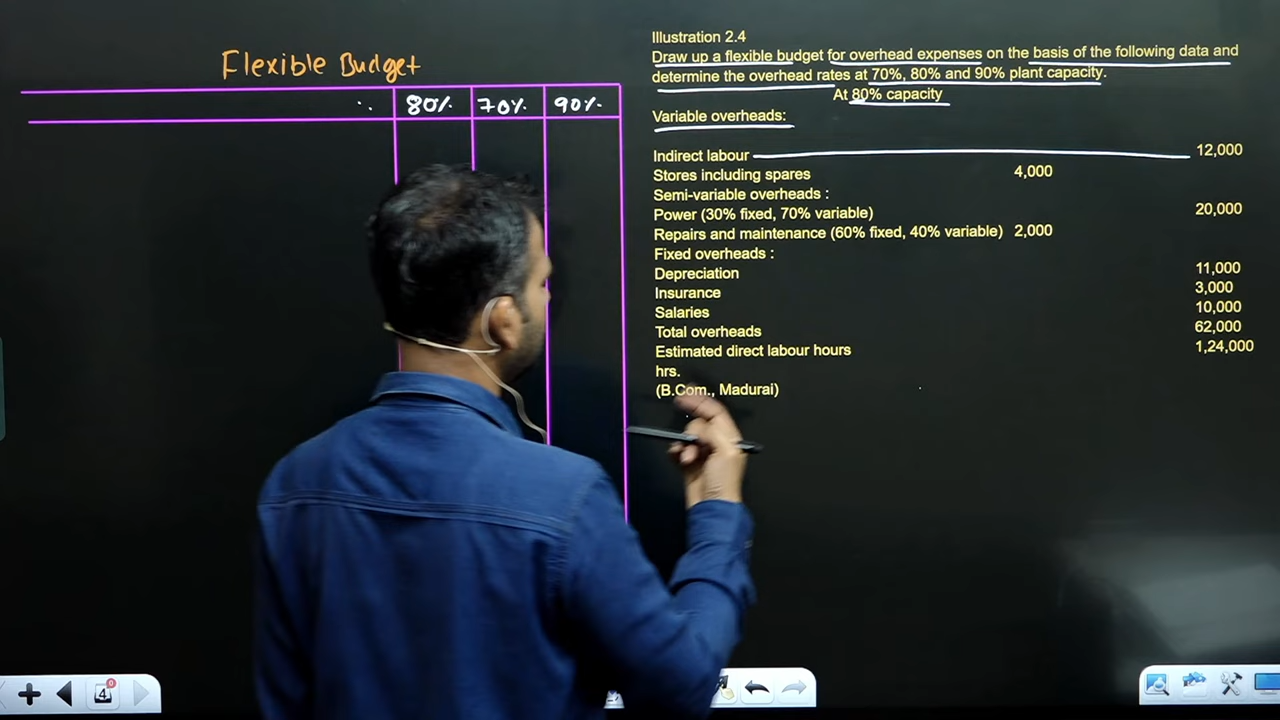 Flexible Budget
80% 70% 90%
Illustration 2.4
Draw up a flexible budget for overhead expenses on the basis of the following data and
determine the overhead rates at 70%, 80% and 90% plant capacity.
At 80% capacity
Variable overheads:
Indirect labour 12,000
Stores including spares 4,000
Semi-variable overheads :
Power (30% fixed, 70% variable) 20,000
Repairs and maintenance (60% fixed, 40% variable) 2,000
Fixed overheads :
Depreciation 11,000
Insurance 3,000
Salaries 10,000
Total overheads 62,000
Estimated direct labour hours 1,24,000
hrs.
(B.Com., Madurai)
4
0